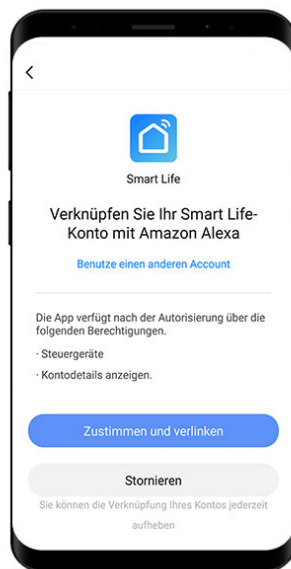 Smart Life
Verknüpfen Sie Ihr Smart Life-
Konto mit Amazon Alexa
Benutze einen anderen Account
Die App verfügt nach der Autorisierung über die
folgenden Berechtigungen.
· Steuergeräte
· Kontodetails anzeigen.
Zustimmen und verlinken
Stornieren
Sie können die Verknüpfung Ihres Kontos jederzeit
aufheben